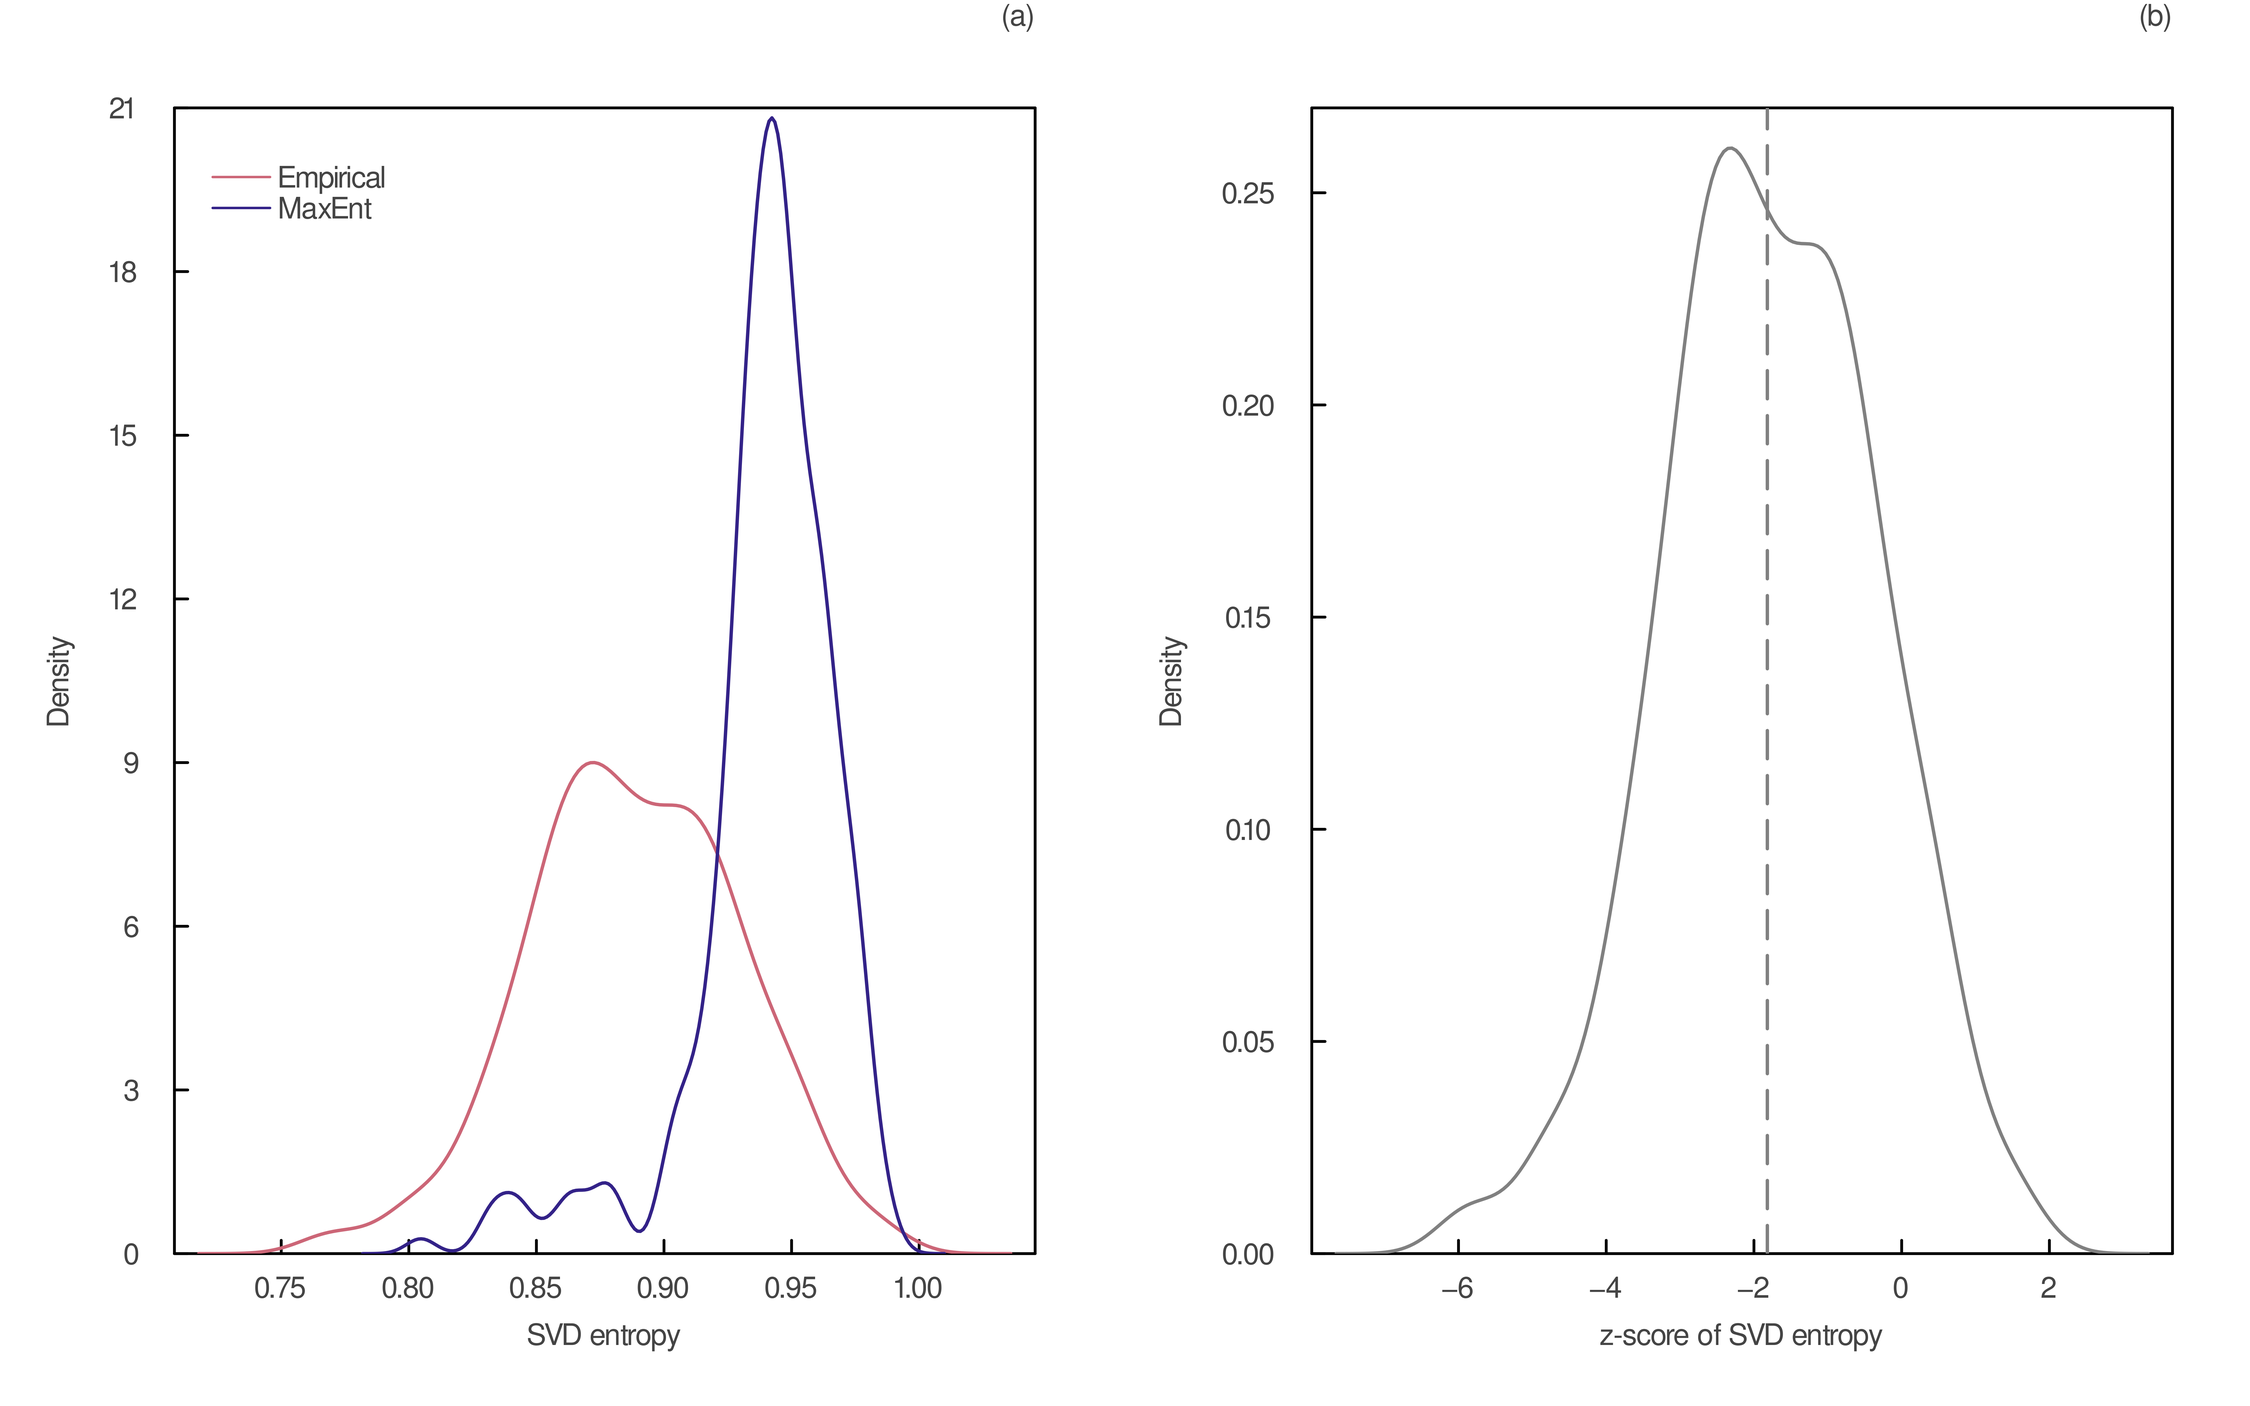 (a)
21
18
15
12
9
6
3
0
Density
Empirical
MaxEnt
0.75 0.80 0.85 0.90 0.95 1.00
SVD entropy
(b)
0.25
0.20
0.15
0.10
0.05
0.00
Density
−6 −4 −2 0 2
z-score of SVD entropy